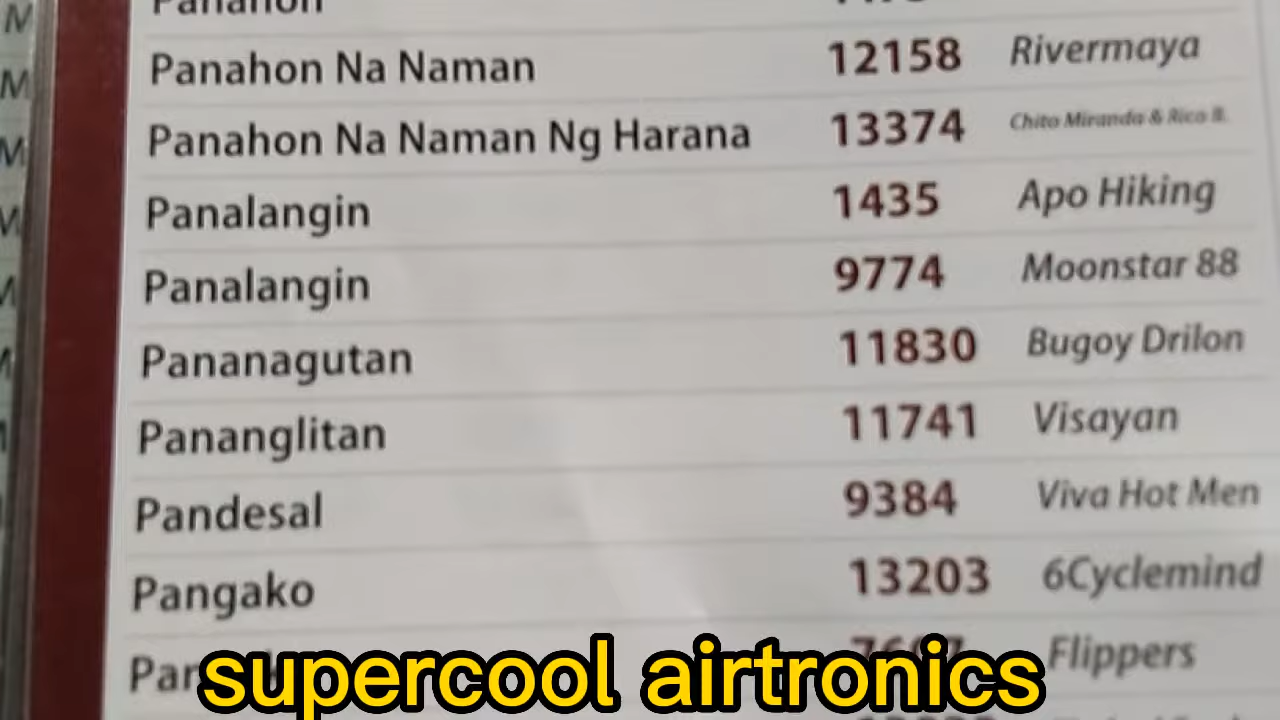 Panahon
Panahon Na Naman 12158 Rivermaya
Panahon Na Naman Ng Harana 13374 Chito Miranda & Rico B.
Panalangin 1435 Apo Hiking
Panalangin 9774 Moonstar 88
Pananagutan 11830 Bugoy Drilon
Pananglitan 11741 Visayan
Pandesal 9384 Viva Hot Men
Pangako 13203 6Cyclemind
Flippers
supercool airtronics